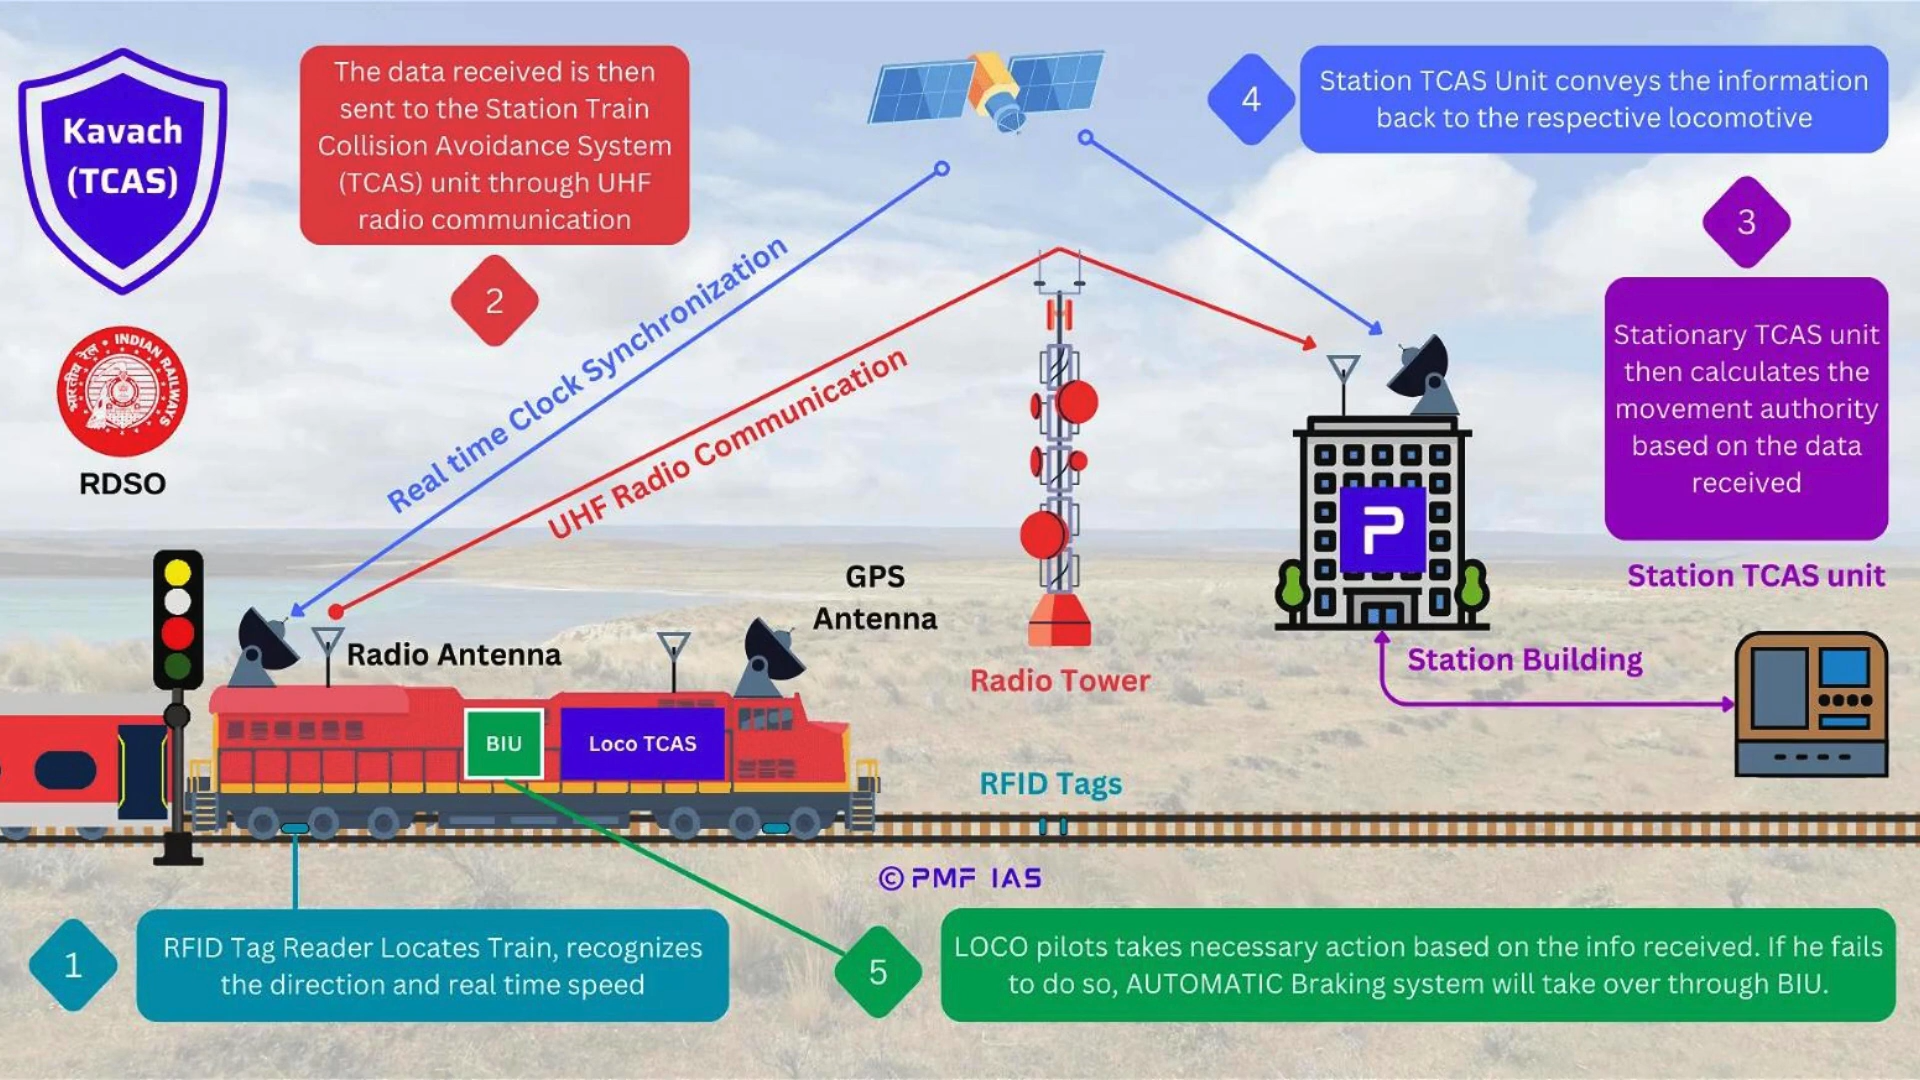 Kavach
(TCAS)
The data received is then
sent to the Station Train
Collision Avoidance System
(TCAS) unit through UHF
radio communication
2
4
Station TCAS Unit conveys the information
back to the respective locomotive
3
Stationary TCAS unit
then calculates the
movement authority
based on the data
received
Station TCAS unit
भारतीय रेल • INDIAN RAILWAYS
RDSO
Real time Clock Synchronization
UHF Radio Communication
GPS
Antenna
Radio Antenna
Radio Tower
P
Station Building
BIU
Loco TCAS
RFID Tags
© PMF IAS
1
RFID Tag Reader Locates Train, recognizes
the direction and real time speed
5
LOCO pilots takes necessary action based on the info received. If he fails
to do so, AUTOMATIC Braking system will take over through BIU.